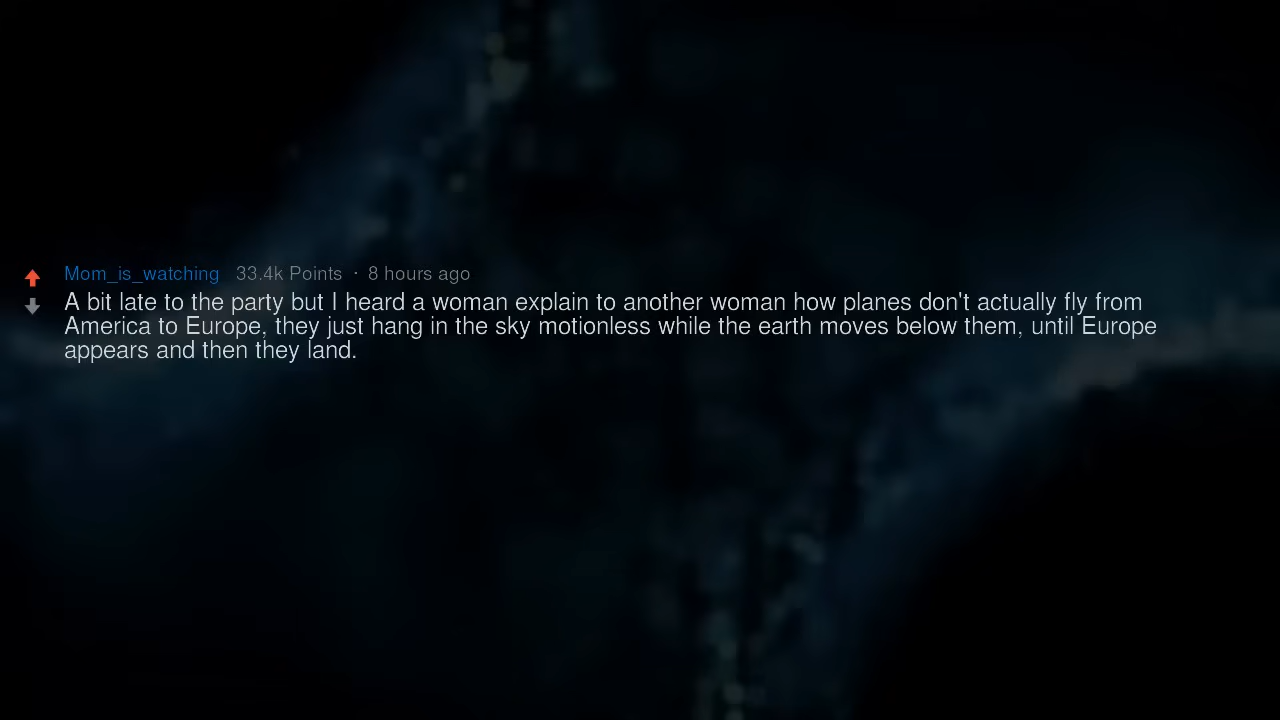 Mom_is_watching 33.4k Points · 8 hours ago
A bit late to the party but I heard a woman explain to another woman how planes don't actually fly from
America to Europe, they just hang in the sky motionless while the earth moves below them, until Europe
appears and then they land.